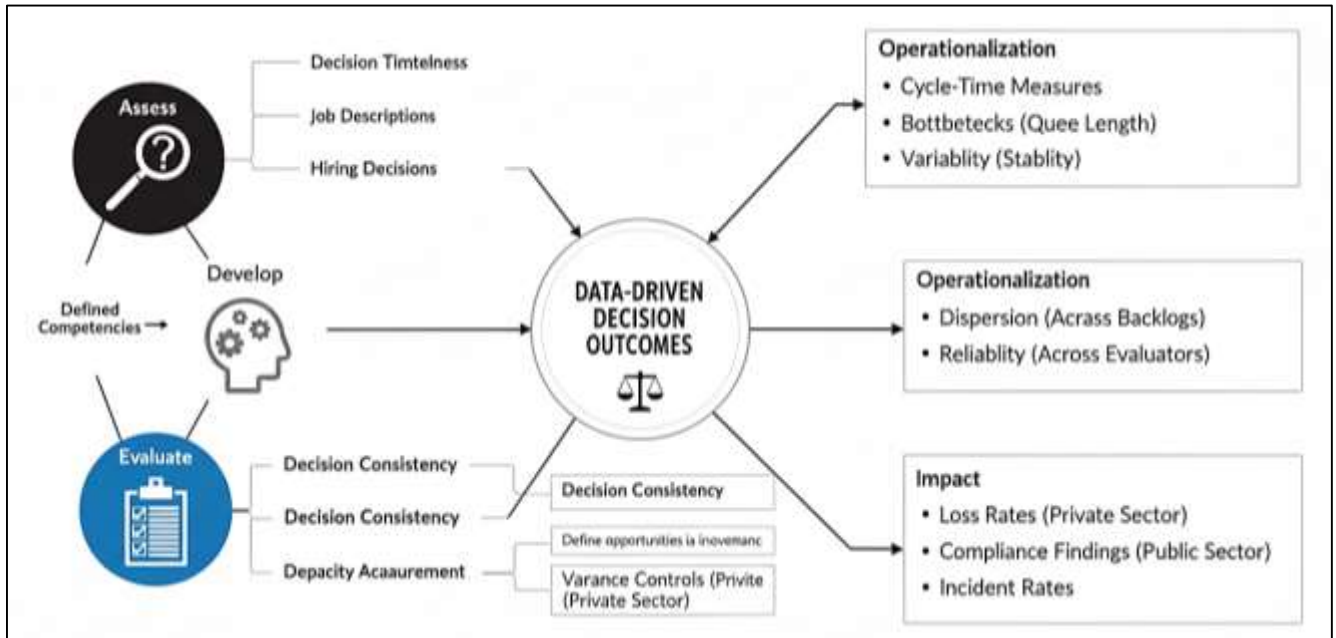 Assess
?
Decision Timtelness
Job Descriptions
Hiring Decisions
Develop
Defined
Competencies
Evaluate
Decision Consistency
Decision Consistency
Depacity Acaaurement
Decision Consistency
Define opportunities ia inovemanc
Varance Controls (Privite
(Private Sector)
DATA-DRIVEN
DECISION
OUTCOMES
Operationalization
• Cycle-Time Measures
• Bottbetecks (Quee Length)
• Variablity (Stablity)
Operationalization
• Dispersion (Acrass Backlogs)
• Reliablity (Across Evaluators)
Impact
• Loss Rates (Private Sector)
• Compliance Findings (Public Sector)
• Incident Rates